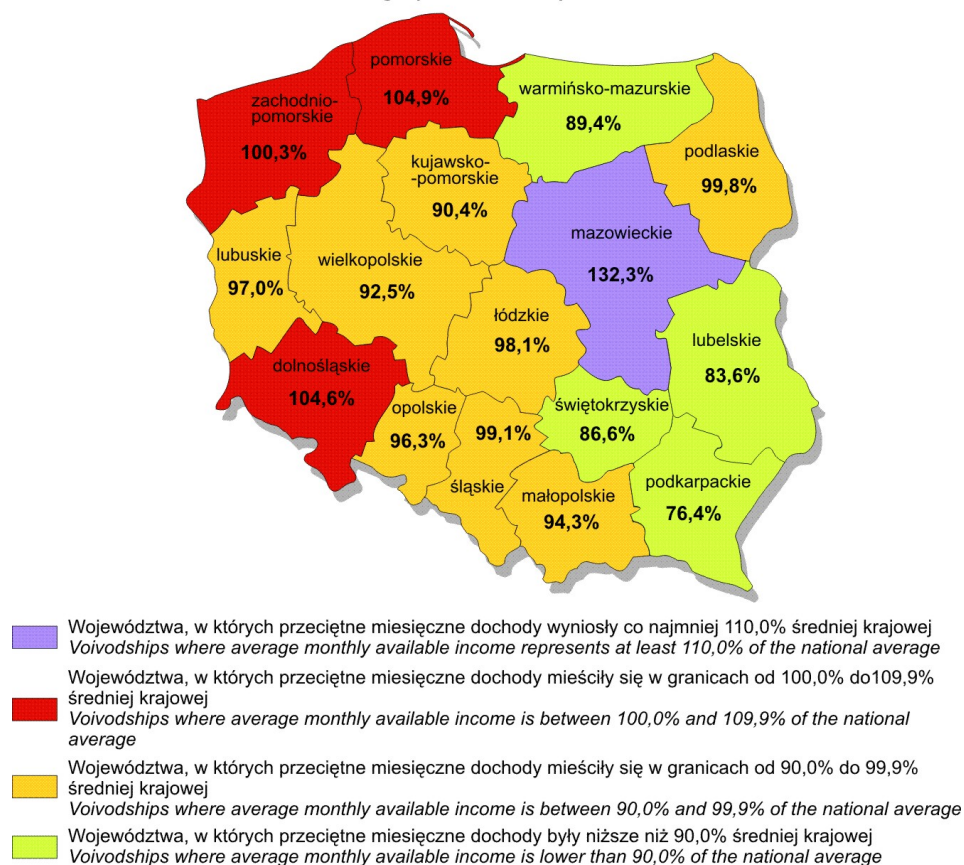 pomorskie
104,9%
zachodnio-
pomorskie
100,3%
warmińsko-mazurskie
89,4%
podlaskie
99,8%
kujawsko-
-pomorskie
90,4%
mazowieckie
132,3%
lubuskie
97,0%
wielkopolskie
92,5%
łódzkie
98,1%
lubelskie
83,6%
dolnośląskie
104,6%
opolskie
96,3%
99,1%
śląskie
świętokrzyskie
86,6%
małopolskie
94,3%
podkarpackie
76,4%
Województwa, w których przeciętne miesięczne dochody wyniosły co najmniej 110,0% średniej krajowej
Voivodships where average monthly available income represents at least 110,0% of the national average
Województwa, w których przeciętne miesięczne dochody mieściły się w granicach od 100,0% do109,9%
średniej krajowej
Voivodships where average monthly available income is between 100,0% and 109,9% of the national
average
Województwa, w których przeciętne miesięczne dochody mieściły się w granicach od 90,0% do 99,9%
średniej krajowej
Voivodships where average monthly available income is between 90,0% and 99,9% of the national average
Województwa, w których przeciętne miesięczne dochody były niższe niż 90,0% średniej krajowej
Voivodships where average monthly available income is lower than 90,0% of the national average